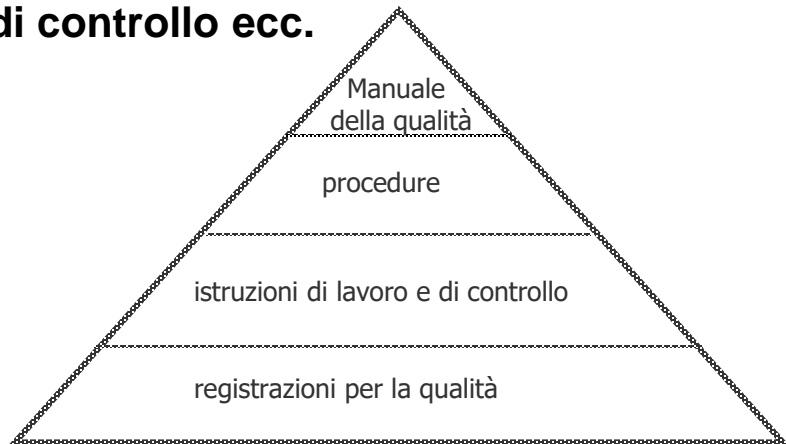 di controllo ecc.
Manuale
della qualità
procedure
istruzioni di lavoro e di controllo
registrazioni per la qualità